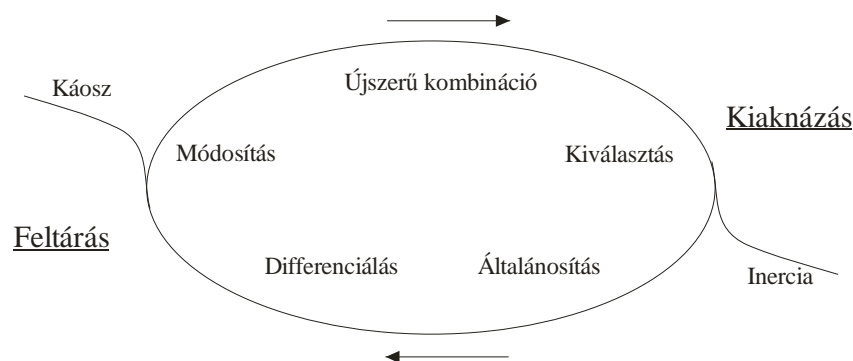 Újszerű kombináció
Káosz
Kiaknázás
Módosítás
Kiválasztás
Feltárás
Differenciálás
Általánosítás
Inercia